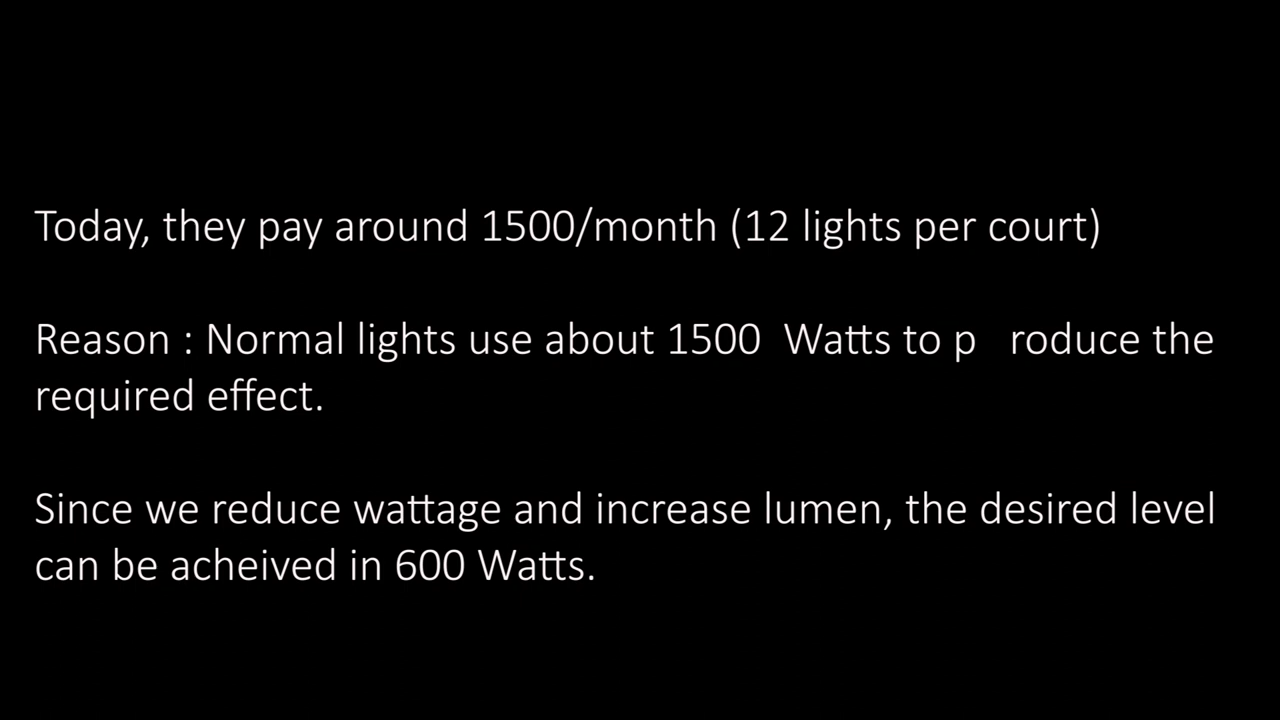 Today, they pay around 1500/month (12 lights per court)
Reason : Normal lights use about 1500  Watts to p   roduce the
required effect.
Since we reduce wattage and increase lumen, the desired level
can be acheived in 600 Watts.